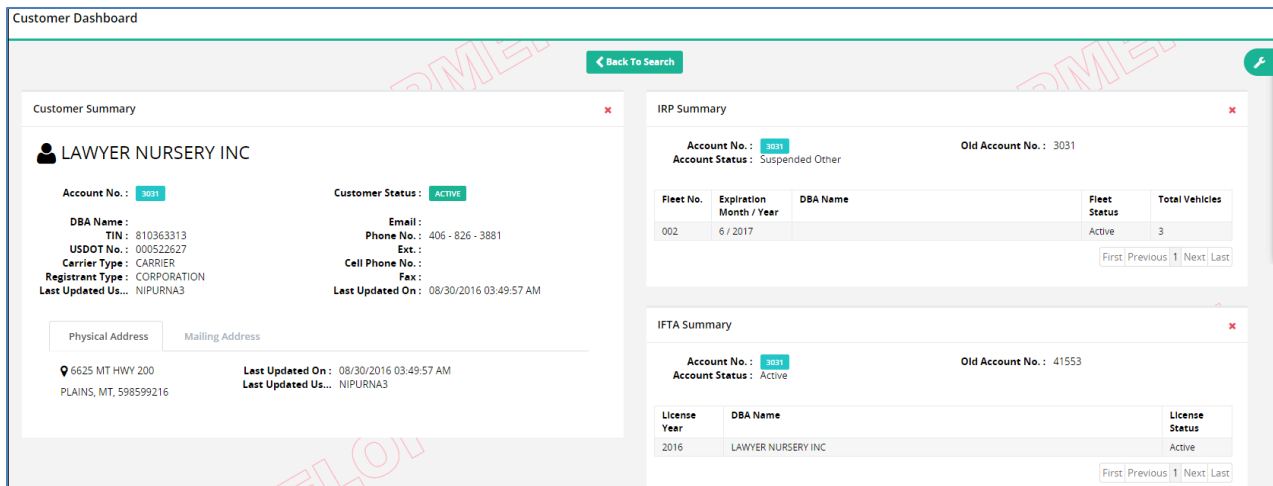 Customer Dashboard
Back To Search
Customer Summary
LAWYER NURSERY INC
Account No. : 3031 Customer Status : ACTIVE
DBA Name : Email :
TIN : 810363313 Phone No. : 406 - 826 - 3881
USDOT No. : 000522627 Ext. :
Carrier Type : CARRIER Cell Phone No. :
Registrant Type : CORPORATION Fax :
Last Updated Us... NIPURNA3 Last Updated On : 08/30/2016 03:49:57 AM
Physical Address Mailing Address
6625 MT HWY 200 Last Updated On : 08/30/2016 03:49:57 AM
PLAINS, MT, 598599216 Last Updated Us... NIPURNA3
IRP Summary
Account No. : 3031 Old Account No. : 3031
Account Status : Suspended Other
Fleet No. Expiration Month / Year DBA Name Fleet Status Total Vehicles
002 6 / 2017 Active 3
First Previous 1 Next Last
IFTA Summary
Account No. : 3031 Old Account No. : 41553
Account Status : Active
License Year DBA Name License Status
2016 LAWYER NURSERY INC Active
First Previous 1 Next Last